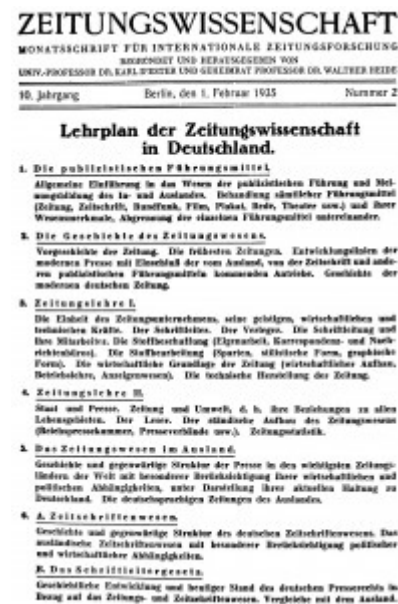 ZEITUNGSWISSENSCHAFT
MONATSSCHRIFT FÜR INTERNATIONALE ZEITUNGSFORSCHUNG
BEGRÜNDET UND HERAUSGEGEBEN VON
UNIV.-PROFESSOR DR. KARL D'ESTER UND GEHEIMRAT PROFESSOR DR. WALTHER HEIDE
10. Jahrgang Berlin, den 1. Februar 1935 Nummer 2
Lehrplan der Zeitungswissenschaft
in Deutschland.
1. Die publizistischen Führungsmittel.
Allgemeine Einführung in das Wesen der publizistischen Führung und Mei-
nungsbildung des In- und Auslandes. Behandlung sämtlicher Führungsmittel
(Zeitung, Zeitschrift, Rundfunk, Film, Plakat, Rede, Theater usw.) und ihrer
Wesensmerkmale, Abgrenzung der einzelnen Führungsmittel untereinander.
2. Die Geschichte des Zeitungswesens.
Vorgeschichte der Zeitung. Die frühesten Zeitungen. Entwicklungslinien der
modernen Presse mit Einschluß der vom Ausland, von der Zeitschrift und ande-
ren publizistischen Führungsmitteln kommenden Antriebe. Geschichte der
modernen deutschen Zeitung.
3. Zeitungslehre I.
Die Einheit des Zeitungsunternehmens, seine geistigen, wirtschaftlichen und
technischen Kräfte. Der Schriftleiter. Der Verleger. Die Schriftleitung und
ihre Mitarbeiter. Die Stoffbeschaffung (Eigenarbeit, Korrespondenz- und Nach-
richtenbüros). Die Stoffbearbeitung (Sparten, stilistische Form, graphische
Form). Die wirtschaftliche Grundlage der Zeitung (wirtschaftlicher Aufbau,
Betriebslehre, Anzeigenwesen). Die technische Herstellung der Zeitung.
4. Zeitungslehre II.
Staat und Presse. Zeitung und Umwelt, d. h. ihre Beziehungen zu allen
Lebensgebieten. Der Leser. Der ständische Aufbau des Zeitungswesens
(Reichspressekammer, Presseverbände usw.). Zeitungsstatistik.
5. Das Zeitungswesen im Ausland.
Geschichte und gegenwärtige Struktur der Presse in den wichtigsten Zeitungs-
ländern der Welt mit besonderer Berücksichtigung ihrer wirtschaftlichen und
politischen Abhängigkeiten, unter Darstellung ihrer aktuellen Haltung zu
Deutschland. Die deutschsprachigen Zeitungen des Auslandes.
6. A. Zeitschriftenwesen.
Geschichte und gegenwärtige Struktur des deutschen Zeitschriftenwesens. Das
ausländische Zeitschriftenwesen mit besonderer Berücksichtigung politischer
und wirtschaftlicher Abhängigkeiten.
B. Das Schriftleitergesetz.
Geschichtliche Entwicklung und heutiger Stand des deutschen Presserechts in
Bezug auf das Zeitungs- und Zeitschriftenwesen. Vergleiche mit dem Ausland.